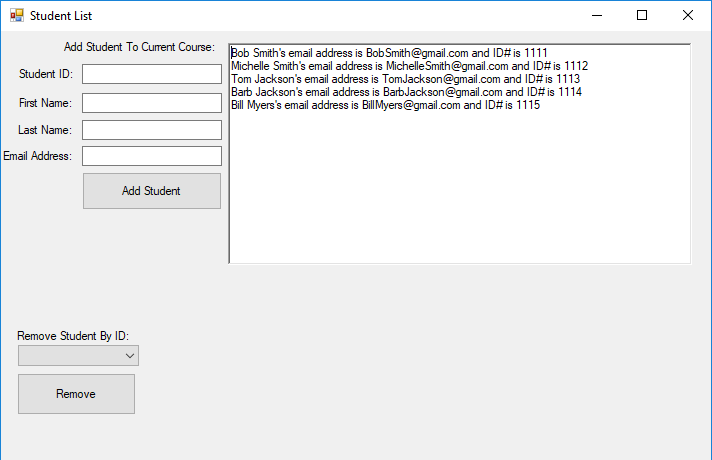 Student List
Add Student To Current Course:
Student ID:
First Name:
Last Name:
Email Address:
Add Student
Bob Smith's email address is BobSmith@gmail.com and ID# is 1111
Michelle Smith's email address is MichelleSmith@gmail.com and ID# is 1112
Tom Jackson's email address is TomJackson@gmail.com and ID# is 1113
Barb Jackson's email address is BarbJackson@gmail.com and ID# is 1114
Bill Myers's email address is BillMyers@gmail.com and ID# is 1115
Remove Student By ID:
Remove